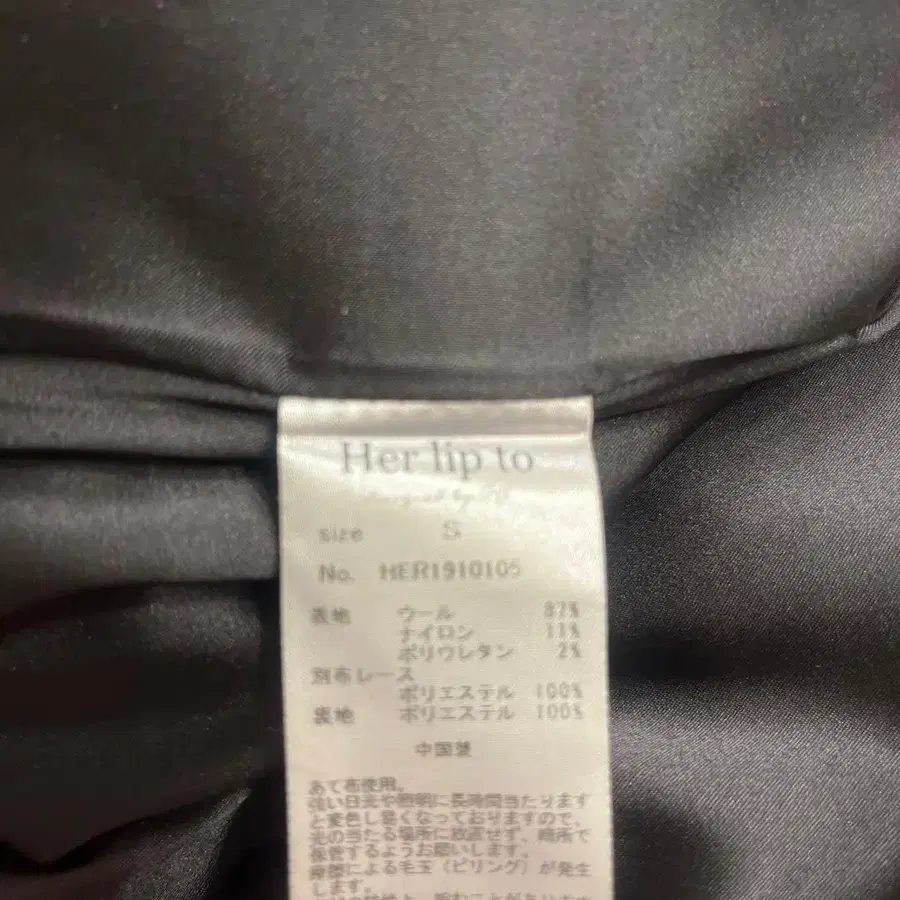 Her lip to
size S
No. HER1910105
表地 ウール 87%
ナイロン 11%
ポリウレタン 2%
別布レース
ポリエステル 100%
裏地 ポリエステル 100%
中国製
あて布使用。
強い日光や照明に長時間当たります
と変色し易くなっておりますので、
光の当たる場所に放置せず、暗所で
保管するようお願いします。
摩擦による毛玉（ピリング）が発生
します。